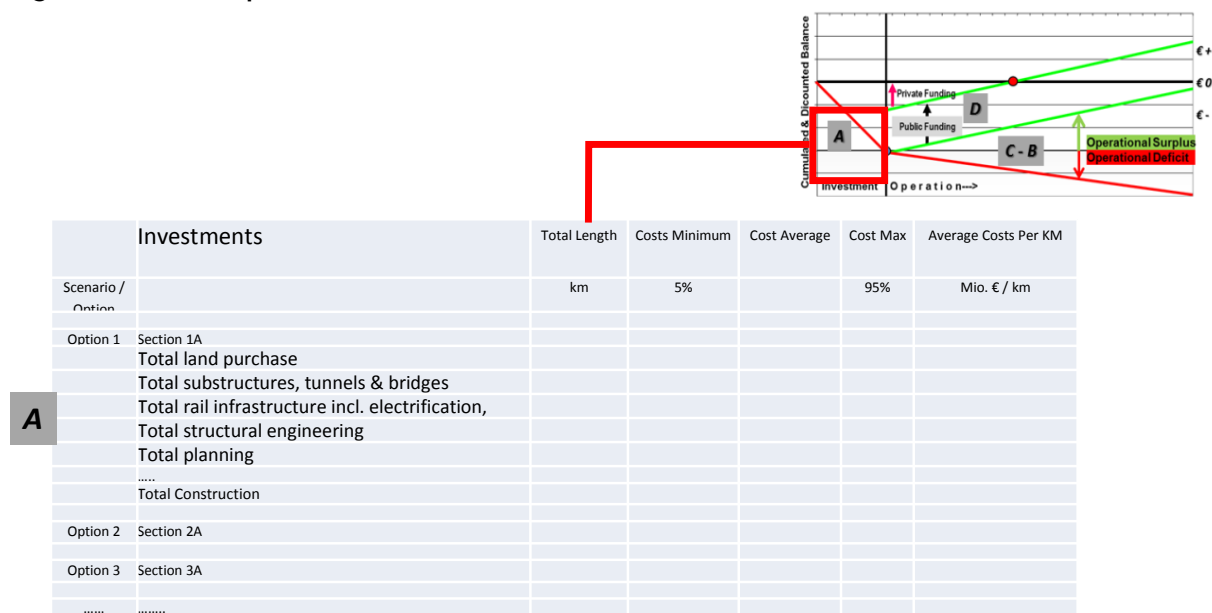 Cumulated & Dicounted Balance
€ +
€ 0
€ -
Private Funding
D
Public Funding
A
C - B
Operational Surplus
Operational Deficit
Investment
Operation--->
Investments Total Length Costs Minimum Cost Average Cost Max Average Costs Per KM
Scenario / km 5% 95% Mio. € / km
Option
Option 1 Section 1A
Total land purchase
Total substructures, tunnels & bridges
Total rail infrastructure incl. electrification,
A
Total structural engineering
Total planning
.....
Total Construction
Option 2 Section 2A
Option 3 Section 3A
...... ........